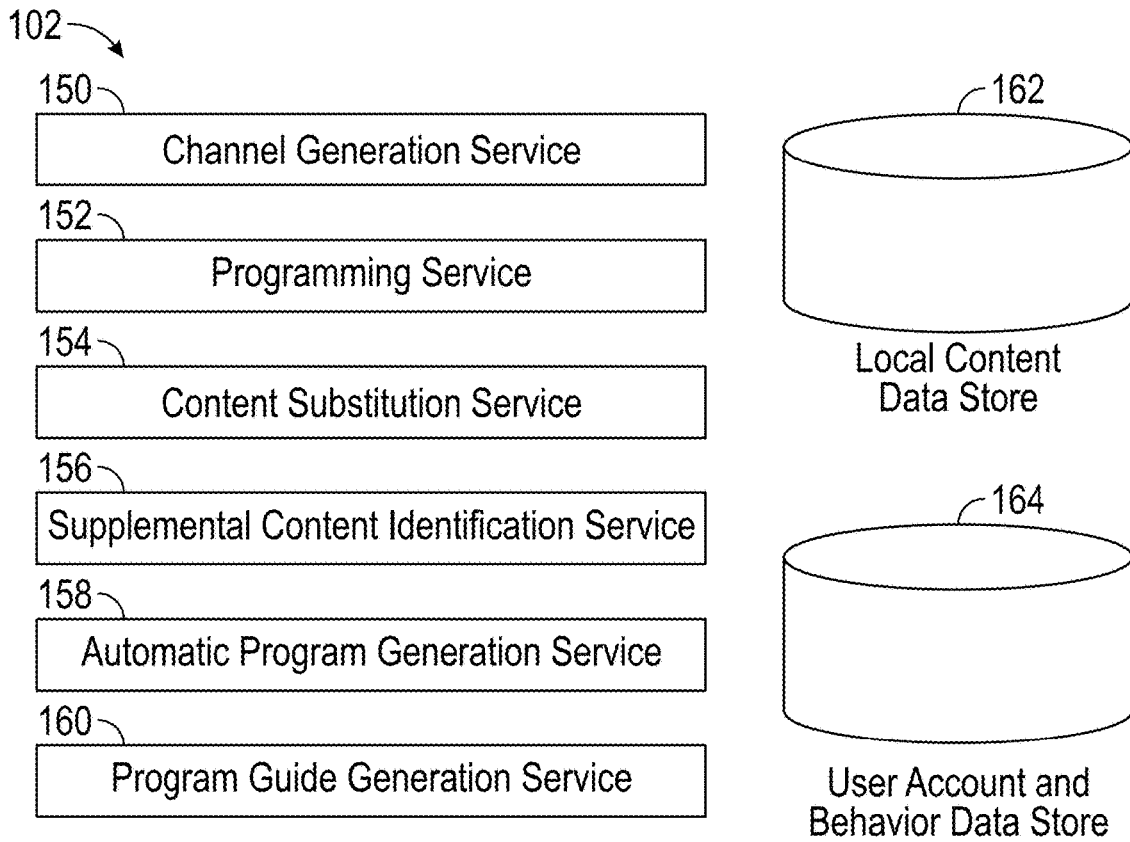 102
150
Channel Generation Service
152
Programming Service
154
Content Substitution Service
156
Supplemental Content Identification Service
158
Automatic Program Generation Service
160
Program Guide Generation Service
162
Local Content
Data Store
164
User Account and
Behavior Data Store